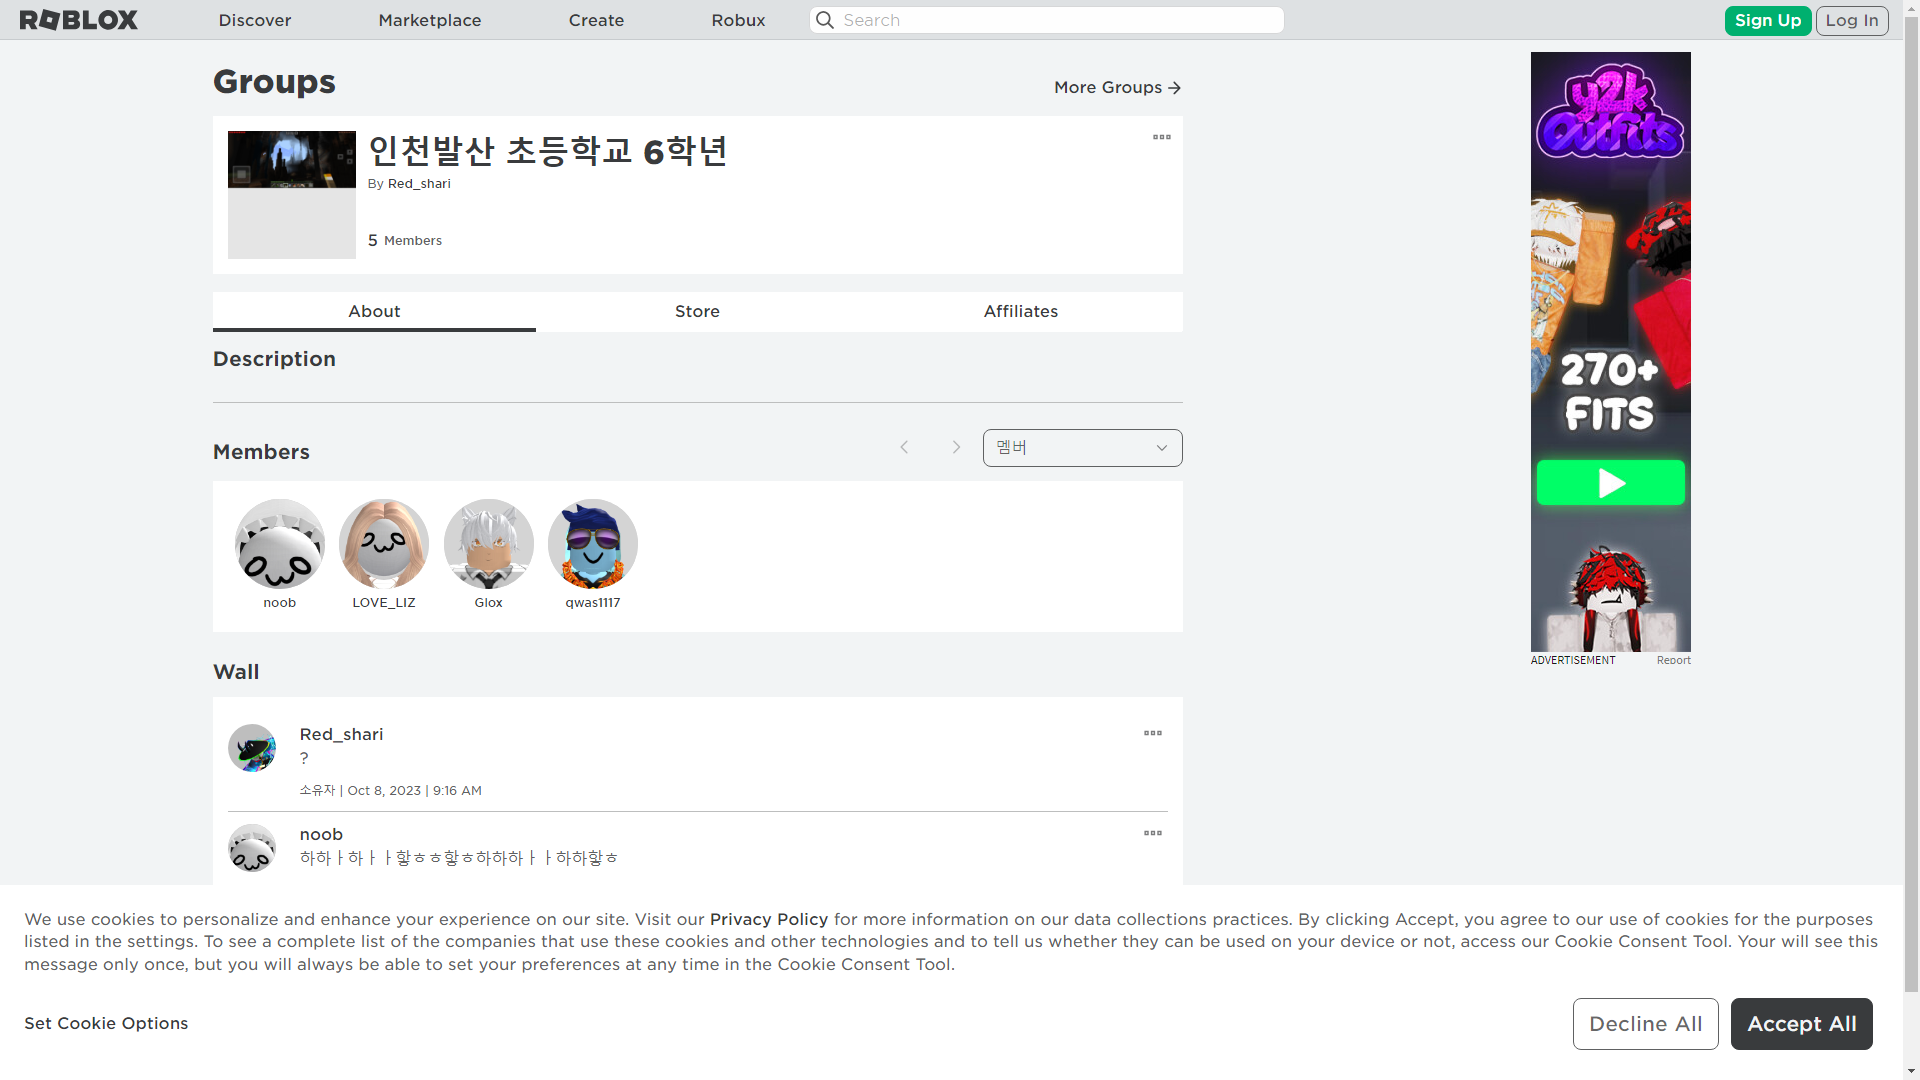 ROBLOX
Discover
Marketplace
Create
Robux
Search
Sign Up
Log In
Groups
More Groups
인천발산 초등학교 6학년
By Red_shari
5 Members
About
Store
Affiliates
Description
Members
멤버
noob
LOVE_LIZ
Glox
qwas1117
Wall
Red_shari
?
소유자 | Oct 8, 2023 | 9:16 AM
noob
하하ㅏ하ㅏㅏ핳ㅎㅎ핳ㅎ하하하ㅏㅏ하하핳ㅎ
y2k
Outfits
270+
FITS
ADVERTISEMENT
Report
We use cookies to personalize and enhance your experience on our site. Visit our Privacy Policy for more information on our data collections practices. By clicking Accept, you agree to our use of cookies for the purposes
listed in the settings. To see a complete list of the companies that use these cookies and other technologies and to tell us whether they can be used on your device or not, access our Cookie Consent Tool. Your will see this
message only once, but you will always be able to set your preferences at any time in the Cookie Consent Tool.
Set Cookie Options
Decline All
Accept All